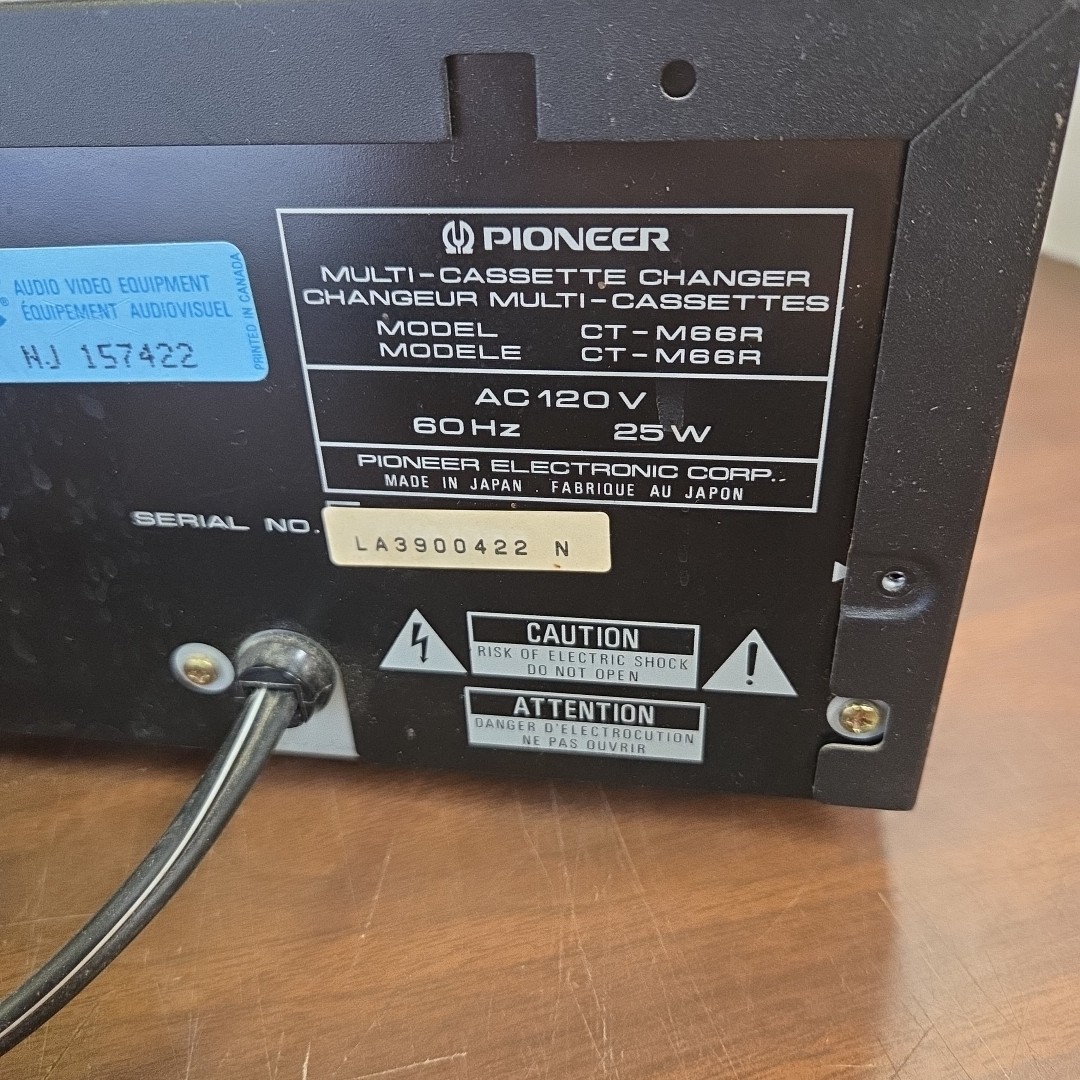 PIONEER
MULTI-CASSETTE CHANGER
CHANGEUR MULTI-CASSETTES
MODEL CT-M66R
MODELE CT-M66R
AC 120 V
60 Hz 25 W
PIONEER ELECTRONIC CORP.
MADE IN JAPAN . FABRIQUE AU JAPON
AUDIO VIDEO EQUIPMENT
ÉQUIPEMENT AUDIOVISUEL
NJ 157422
PRINTED IN CANADA
SERIAL NO.
LA3900422 N
CAUTION
RISK OF ELECTRIC SHOCK
DO NOT OPEN
ATTENTION
DANGER D'ELECTROCUTION
NE PAS OUVRIR